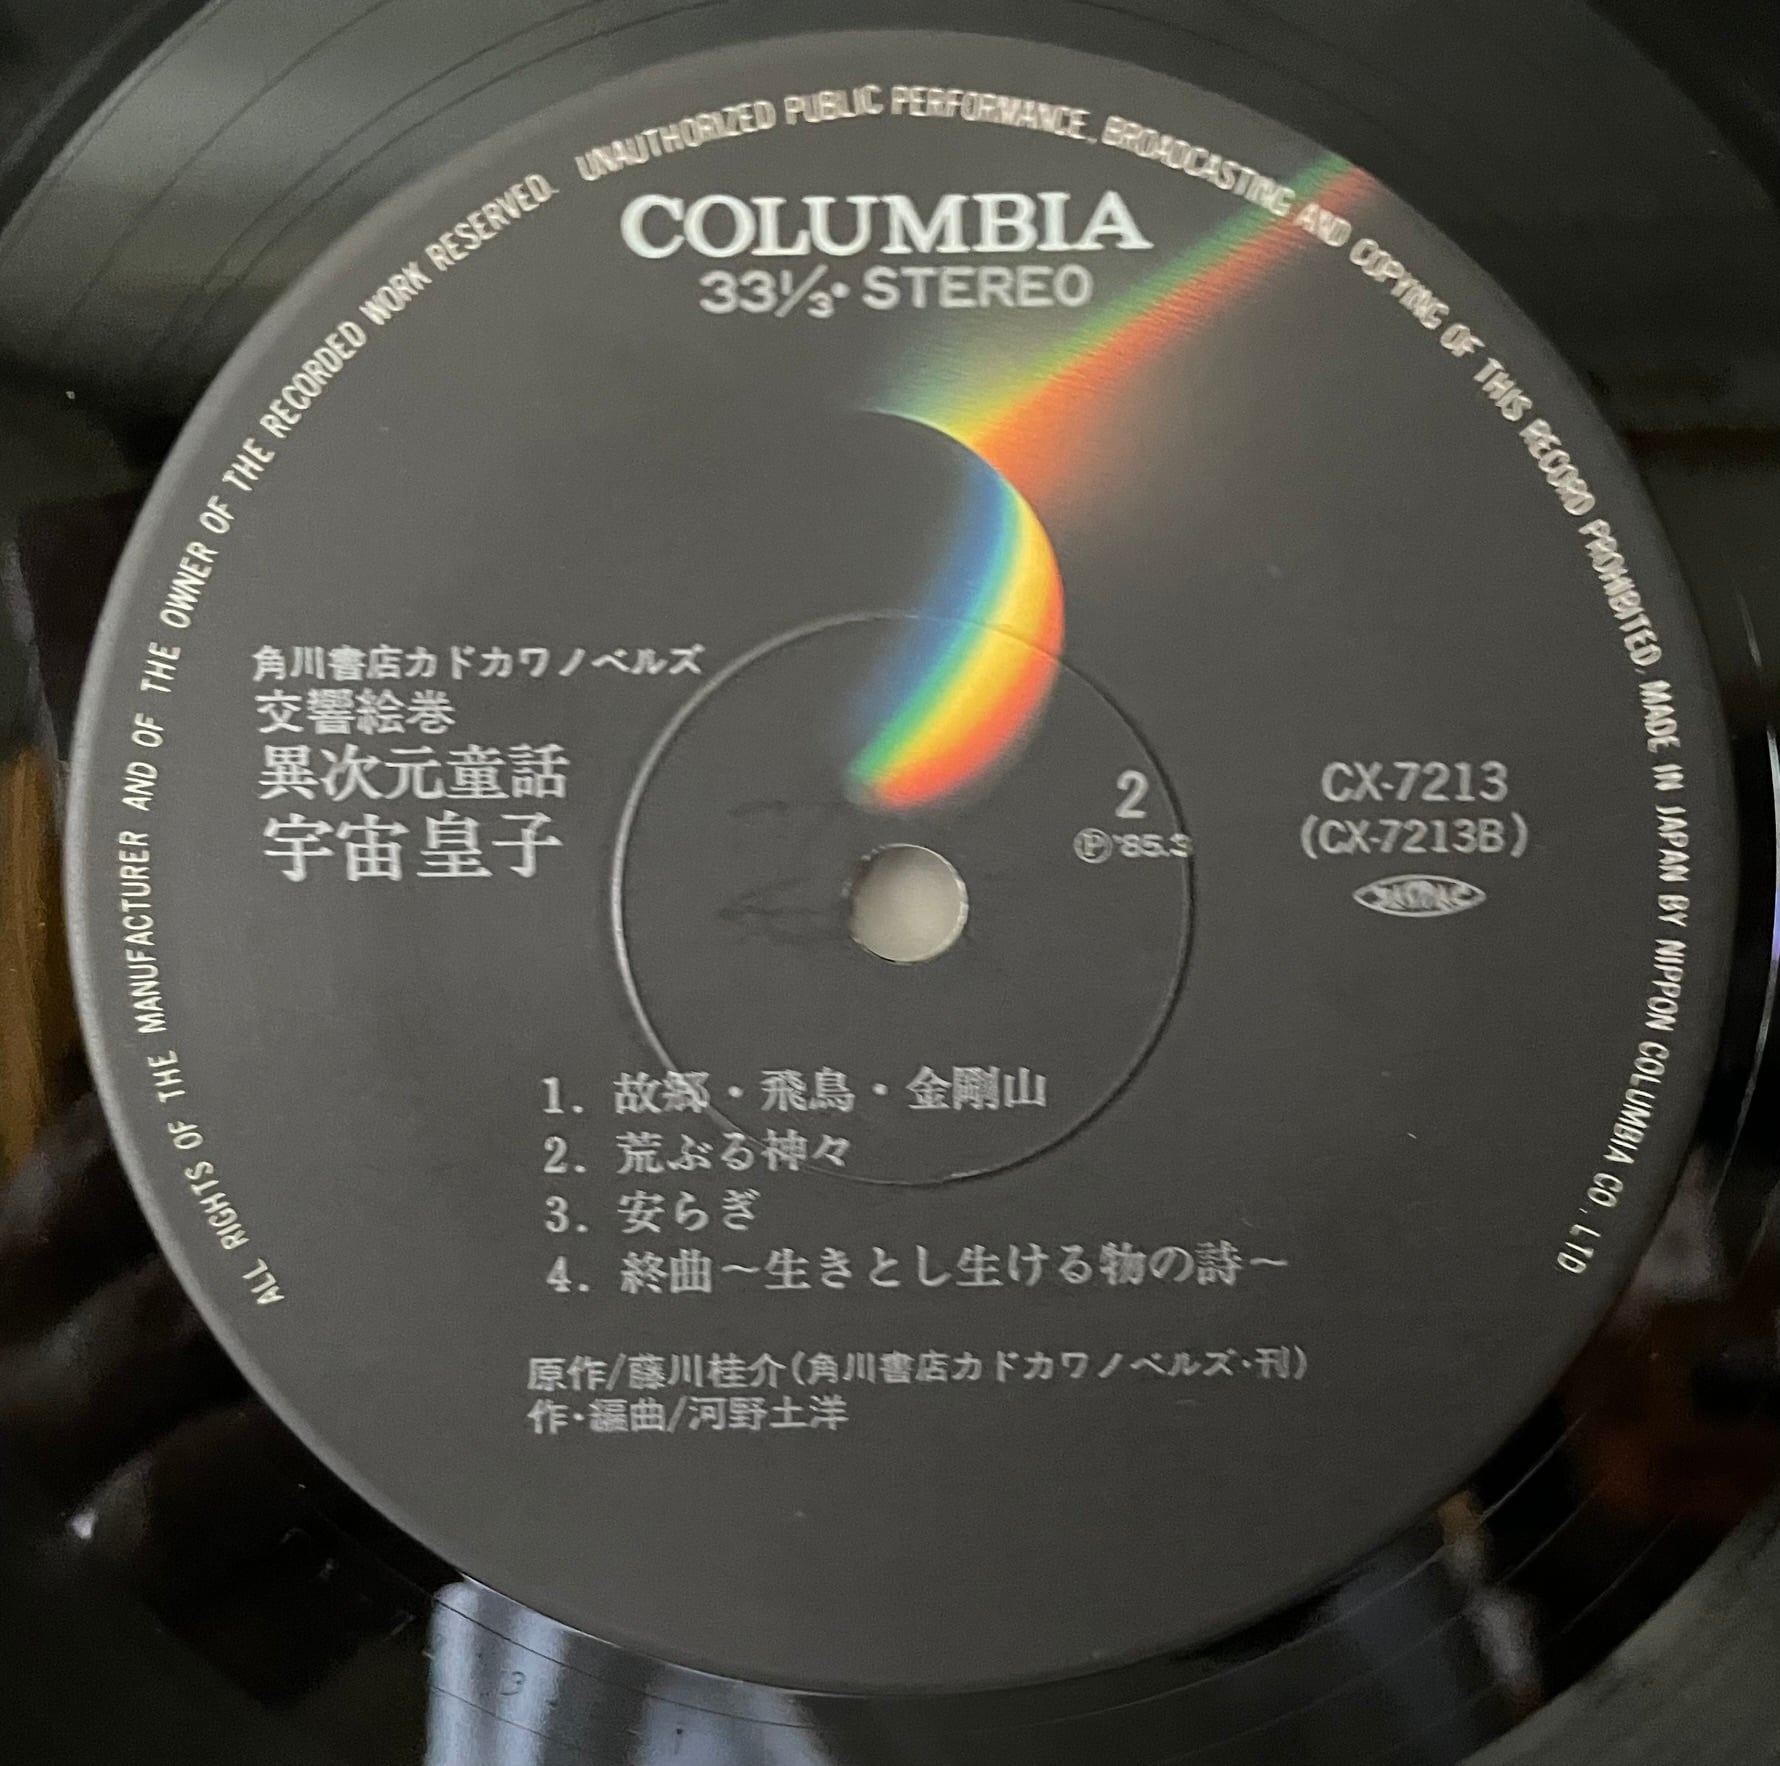 ALL RIGHTS OF THE MANUFACTURER AND OF THE OWNER OF THE RECORDED WORK RESERVED. UNAUTHORIZED PUBLIC PERFORMANCE, BROADCASTING AND COPYING OF THIS RECORD PROHIBITED, MADE IN JAPAN BY NIPPON COLUMBIA CO., LTD
COLUMBIA
33⅓・STEREO
角川書店カドカワノベルズ
交響絵巻
異次元童話
宇宙皇子
2
Ⓟ'85.3
CX-7213
(CX-7213B)
JASRAC
1. 故郷・飛鳥・金剛山
2. 荒ぶる神々
3. 安らぎ
4. 終曲〜生きとし生ける物の詩〜
原作/藤川桂介(角川書店カドカワノベルズ・刊)
作・編曲/河野土洋